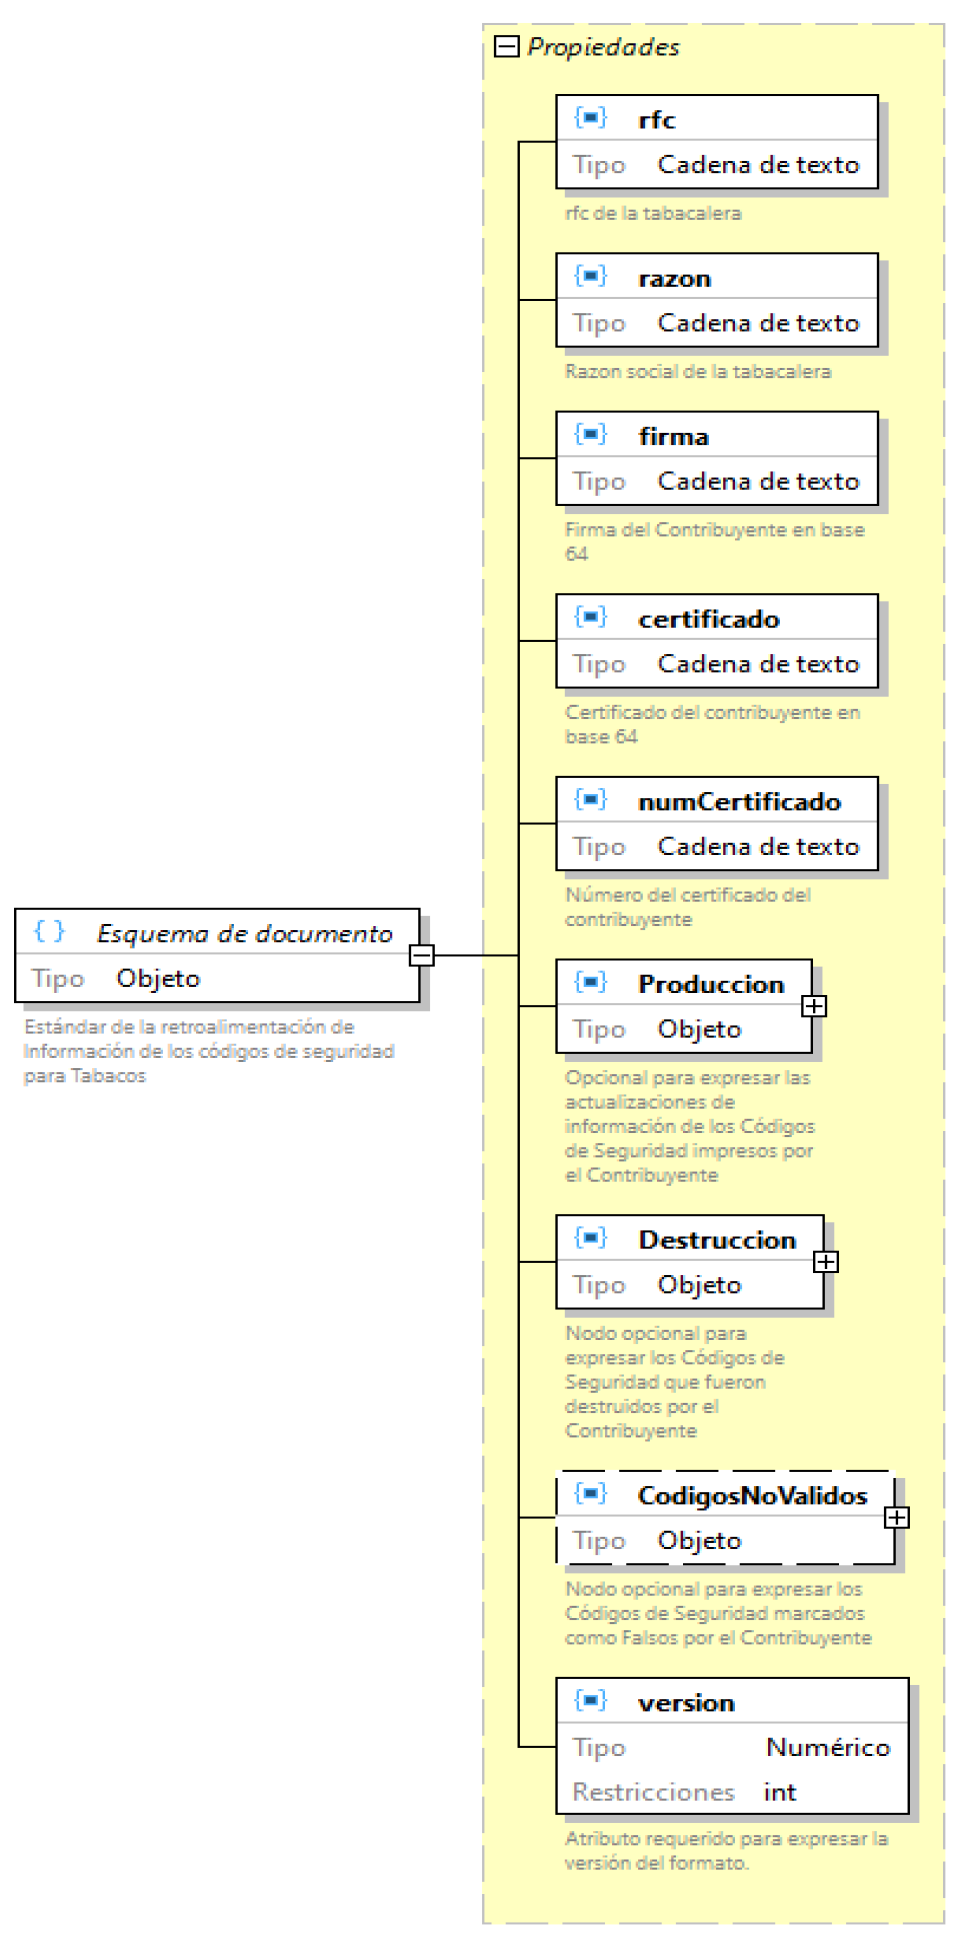 Propiedades
rfc
Tipo Cadena de texto
rfc de la tabacalera
razon
Tipo Cadena de texto
Razon social de la tabacalera
firma
Tipo Cadena de texto
Firma del Contribuyente en base
64
certificado
Tipo Cadena de texto
Certificado del contribuyente en
base 64
numCertificado
Tipo Cadena de texto
Número del certificado del
contribuyente
{ } Esquema de documento
Tipo Objeto
Estándar de la retroalimentación de
Información de los códigos de seguridad
para Tabacos
Produccion
Tipo Objeto
Opcional para expresar las
actualizaciones de
información de los Códigos
de Seguridad impresos por
el Contribuyente
Destruccion
Tipo Objeto
Nodo opcional para
expresar los Códigos de
Seguridad que fueron
destruidos por el
Contribuyente
CodigosNoValidos
Tipo Objeto
Nodo opcional para expresar los
Códigos de Seguridad marcados
como Falsos por el Contribuyente
version
Tipo Numérico
Restricciones int
Atributo requerido para expresar la
versión del formato.